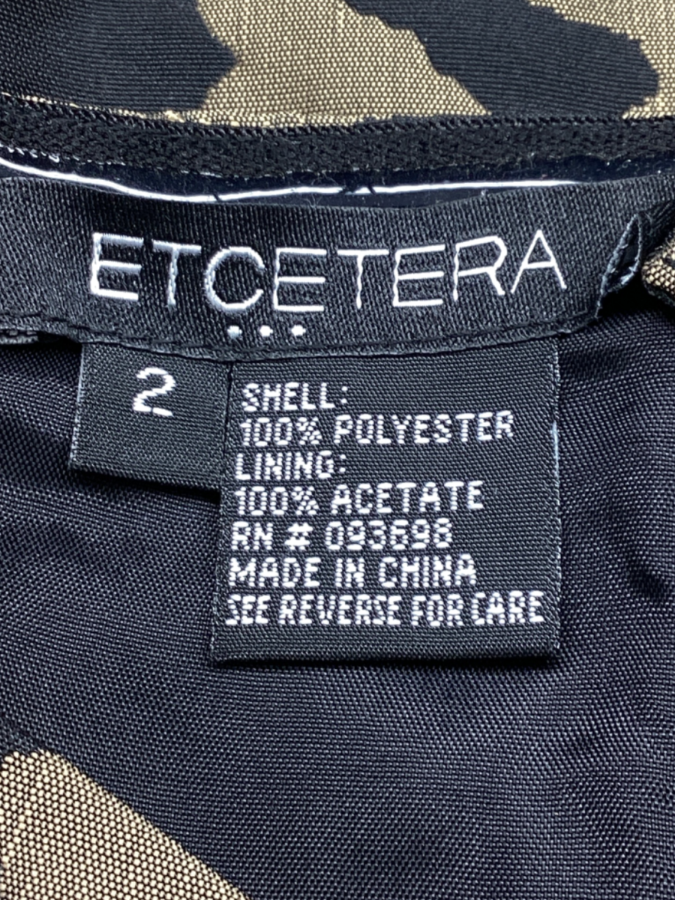 ETCETERA
...
2
SHELL:
100% POLYESTER
LINING:
100% ACETATE
RN # 093698
MADE IN CHINA
SEE REVERSE FOR CARE